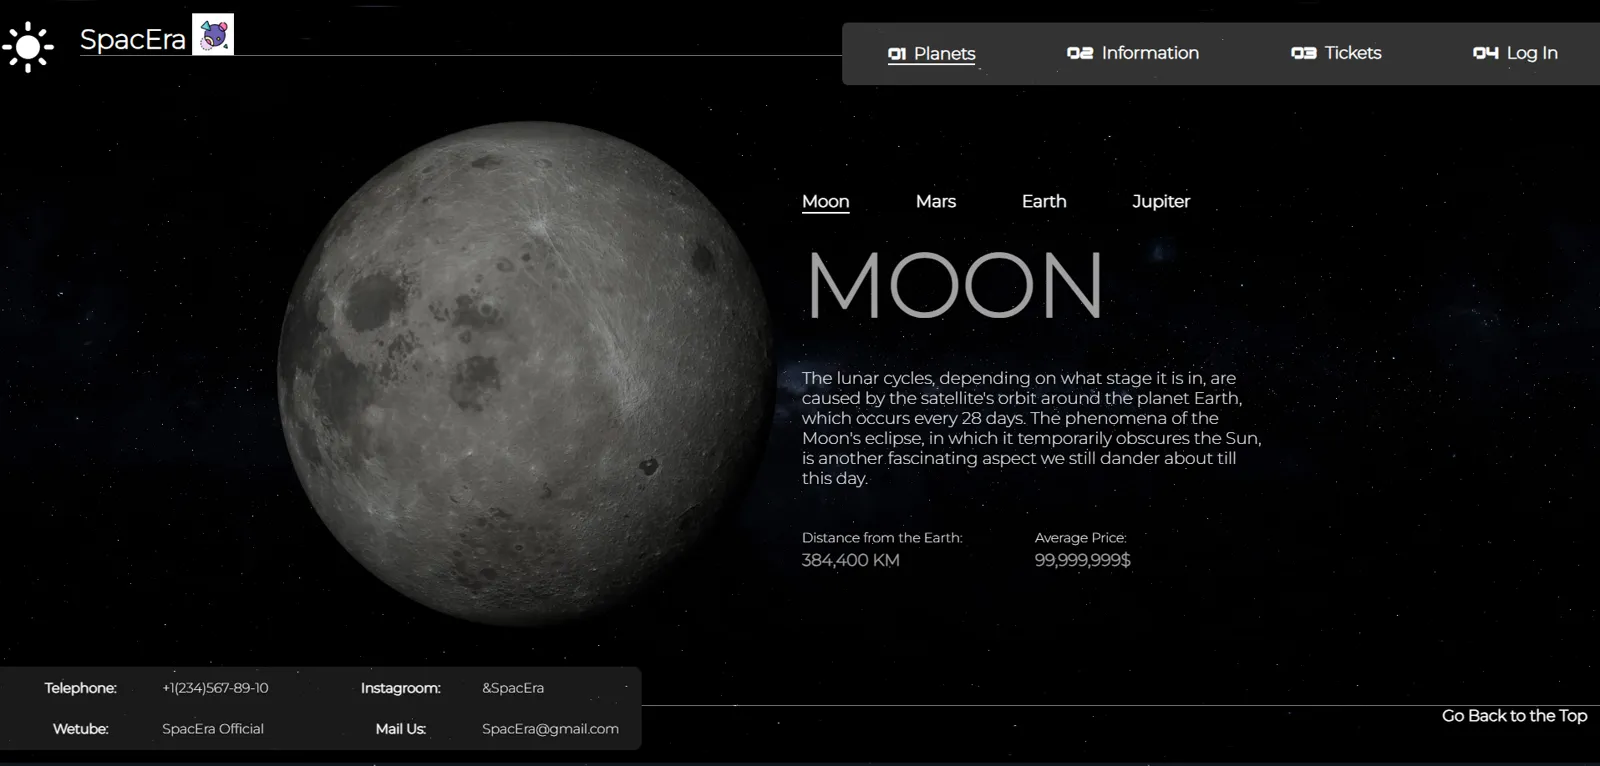 SpacEra
01 Planets
02 Information
03 Tickets
04 Log In
Moon
Mars
Earth
Jupiter
MOON
The lunar cycles, depending on what stage it is in, are
caused by the satellite's orbit around the planet Earth,
which occurs every 28 days. The phenomena of the
Moon's eclipse, in which it temporarily obscures the Sun,
is another fascinating aspect we still dander about till
this day.
Distance from the Earth:
384,400 KM
Average Price:
99,999,999$
Telephone: +1(234)567-89-10 Instagroom: &SpacEra
Wetube: SpacEra Official Mail Us: SpacEra@gmail.com
Go Back to the Top